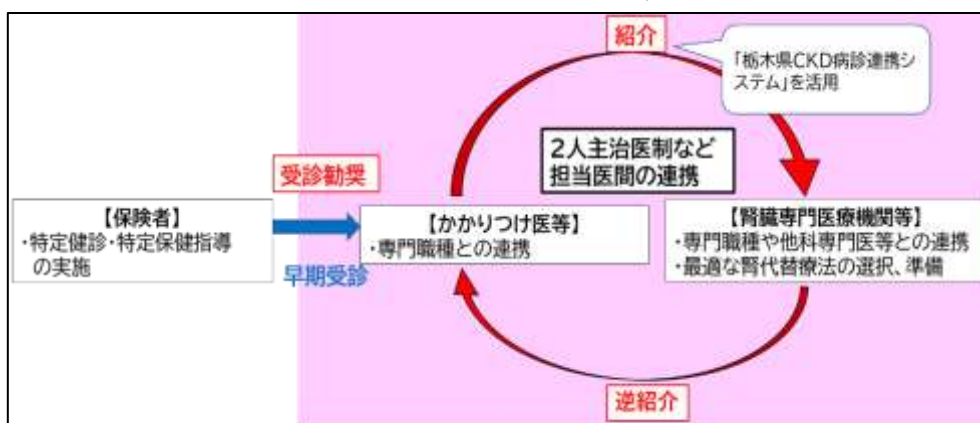 紹介
「栃木県CKD病診連携シ
ステム」を活用
2人主治医制など
担当医間の連携
受診勧奨
【保険者】
・特定健診・特定保健指導
の実施
早期受診
【かかりつけ医等】
・専門職種との連携
【腎臓専門医療機関等】
・専門職種や他科専門医等との連携
・最適な腎代替療法の選択、準備
逆紹介